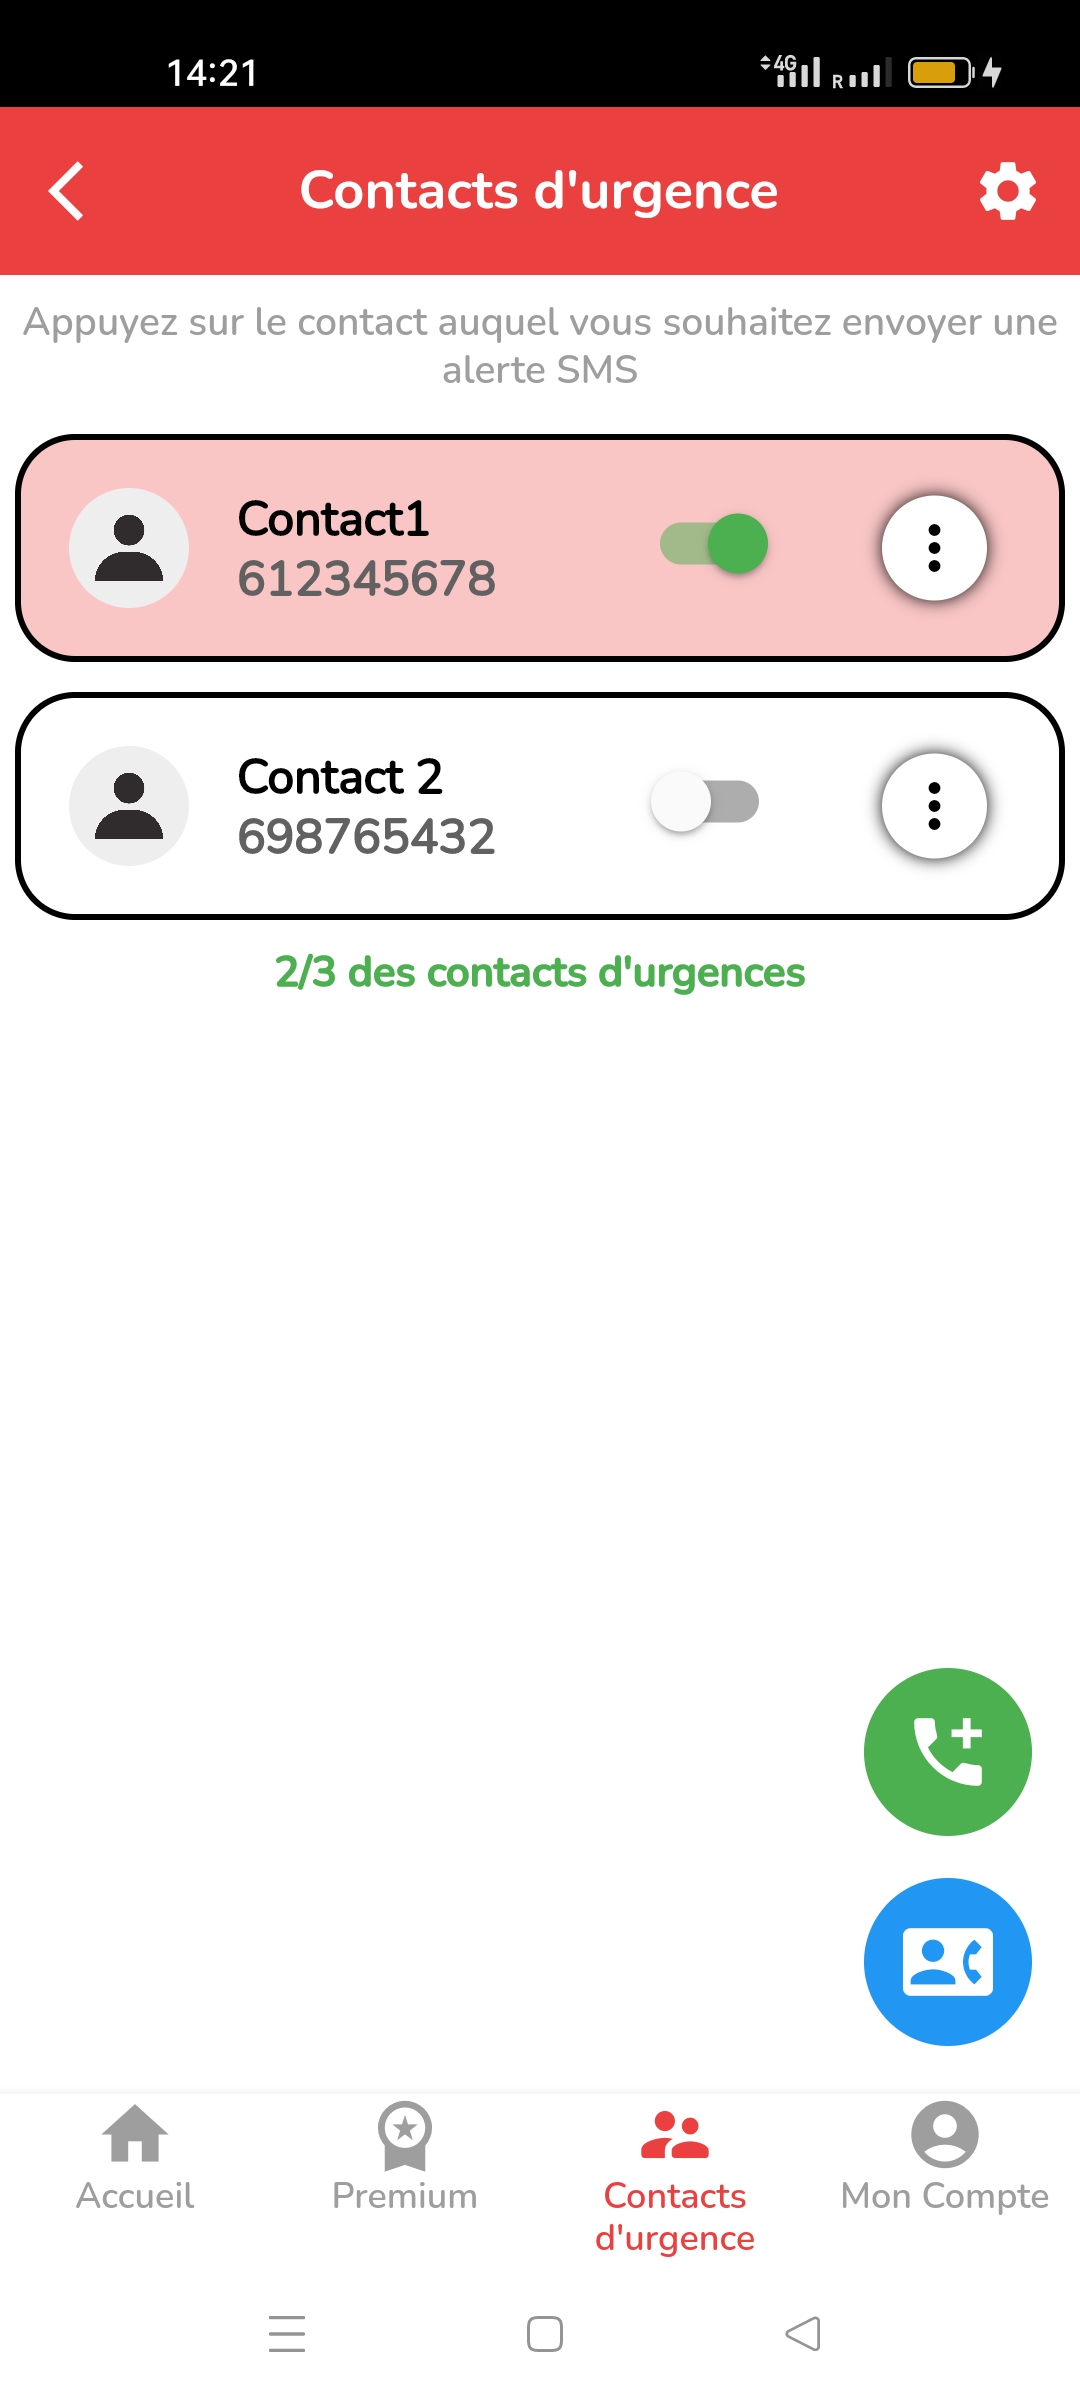 14:21
4G
R
Contacts d'urgence
Appuyez sur le contact auquel vous souhaitez envoyer une
alerte SMS
Contact1
612345678
Contact 2
698765432
2/3 des contacts d'urgences
Accueil
Premium
Contacts
d'urgence
Mon Compte